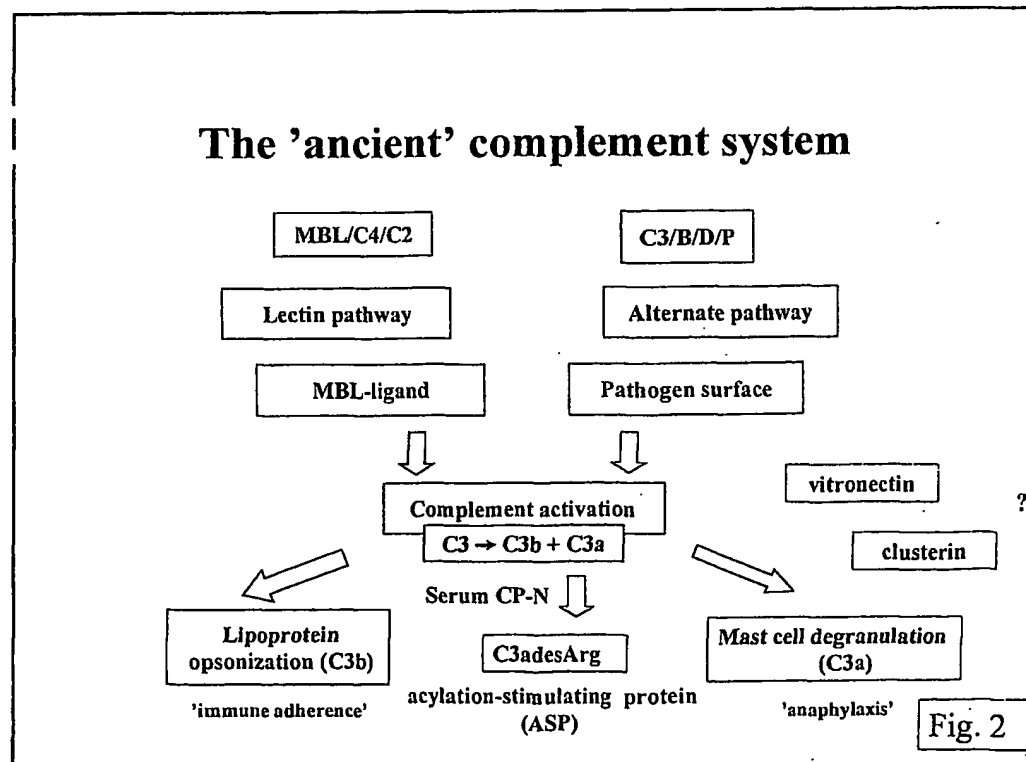 The 'ancient' complement system
MBL/C4/C2
C3/B/D/P
Lectin pathway
Alternate pathway
MBL-ligand
Pathogen surface
Complement activation
C3 → C3b + C3a
vitronectin
?
clusterin
Serum CP-N
Lipoprotein
opsonization (C3b)
'immune adherence'
C3adesArg
acylation-stimulating protein
(ASP)
Mast cell degranulation
(C3a)
'anaphylaxis'
Fig. 2